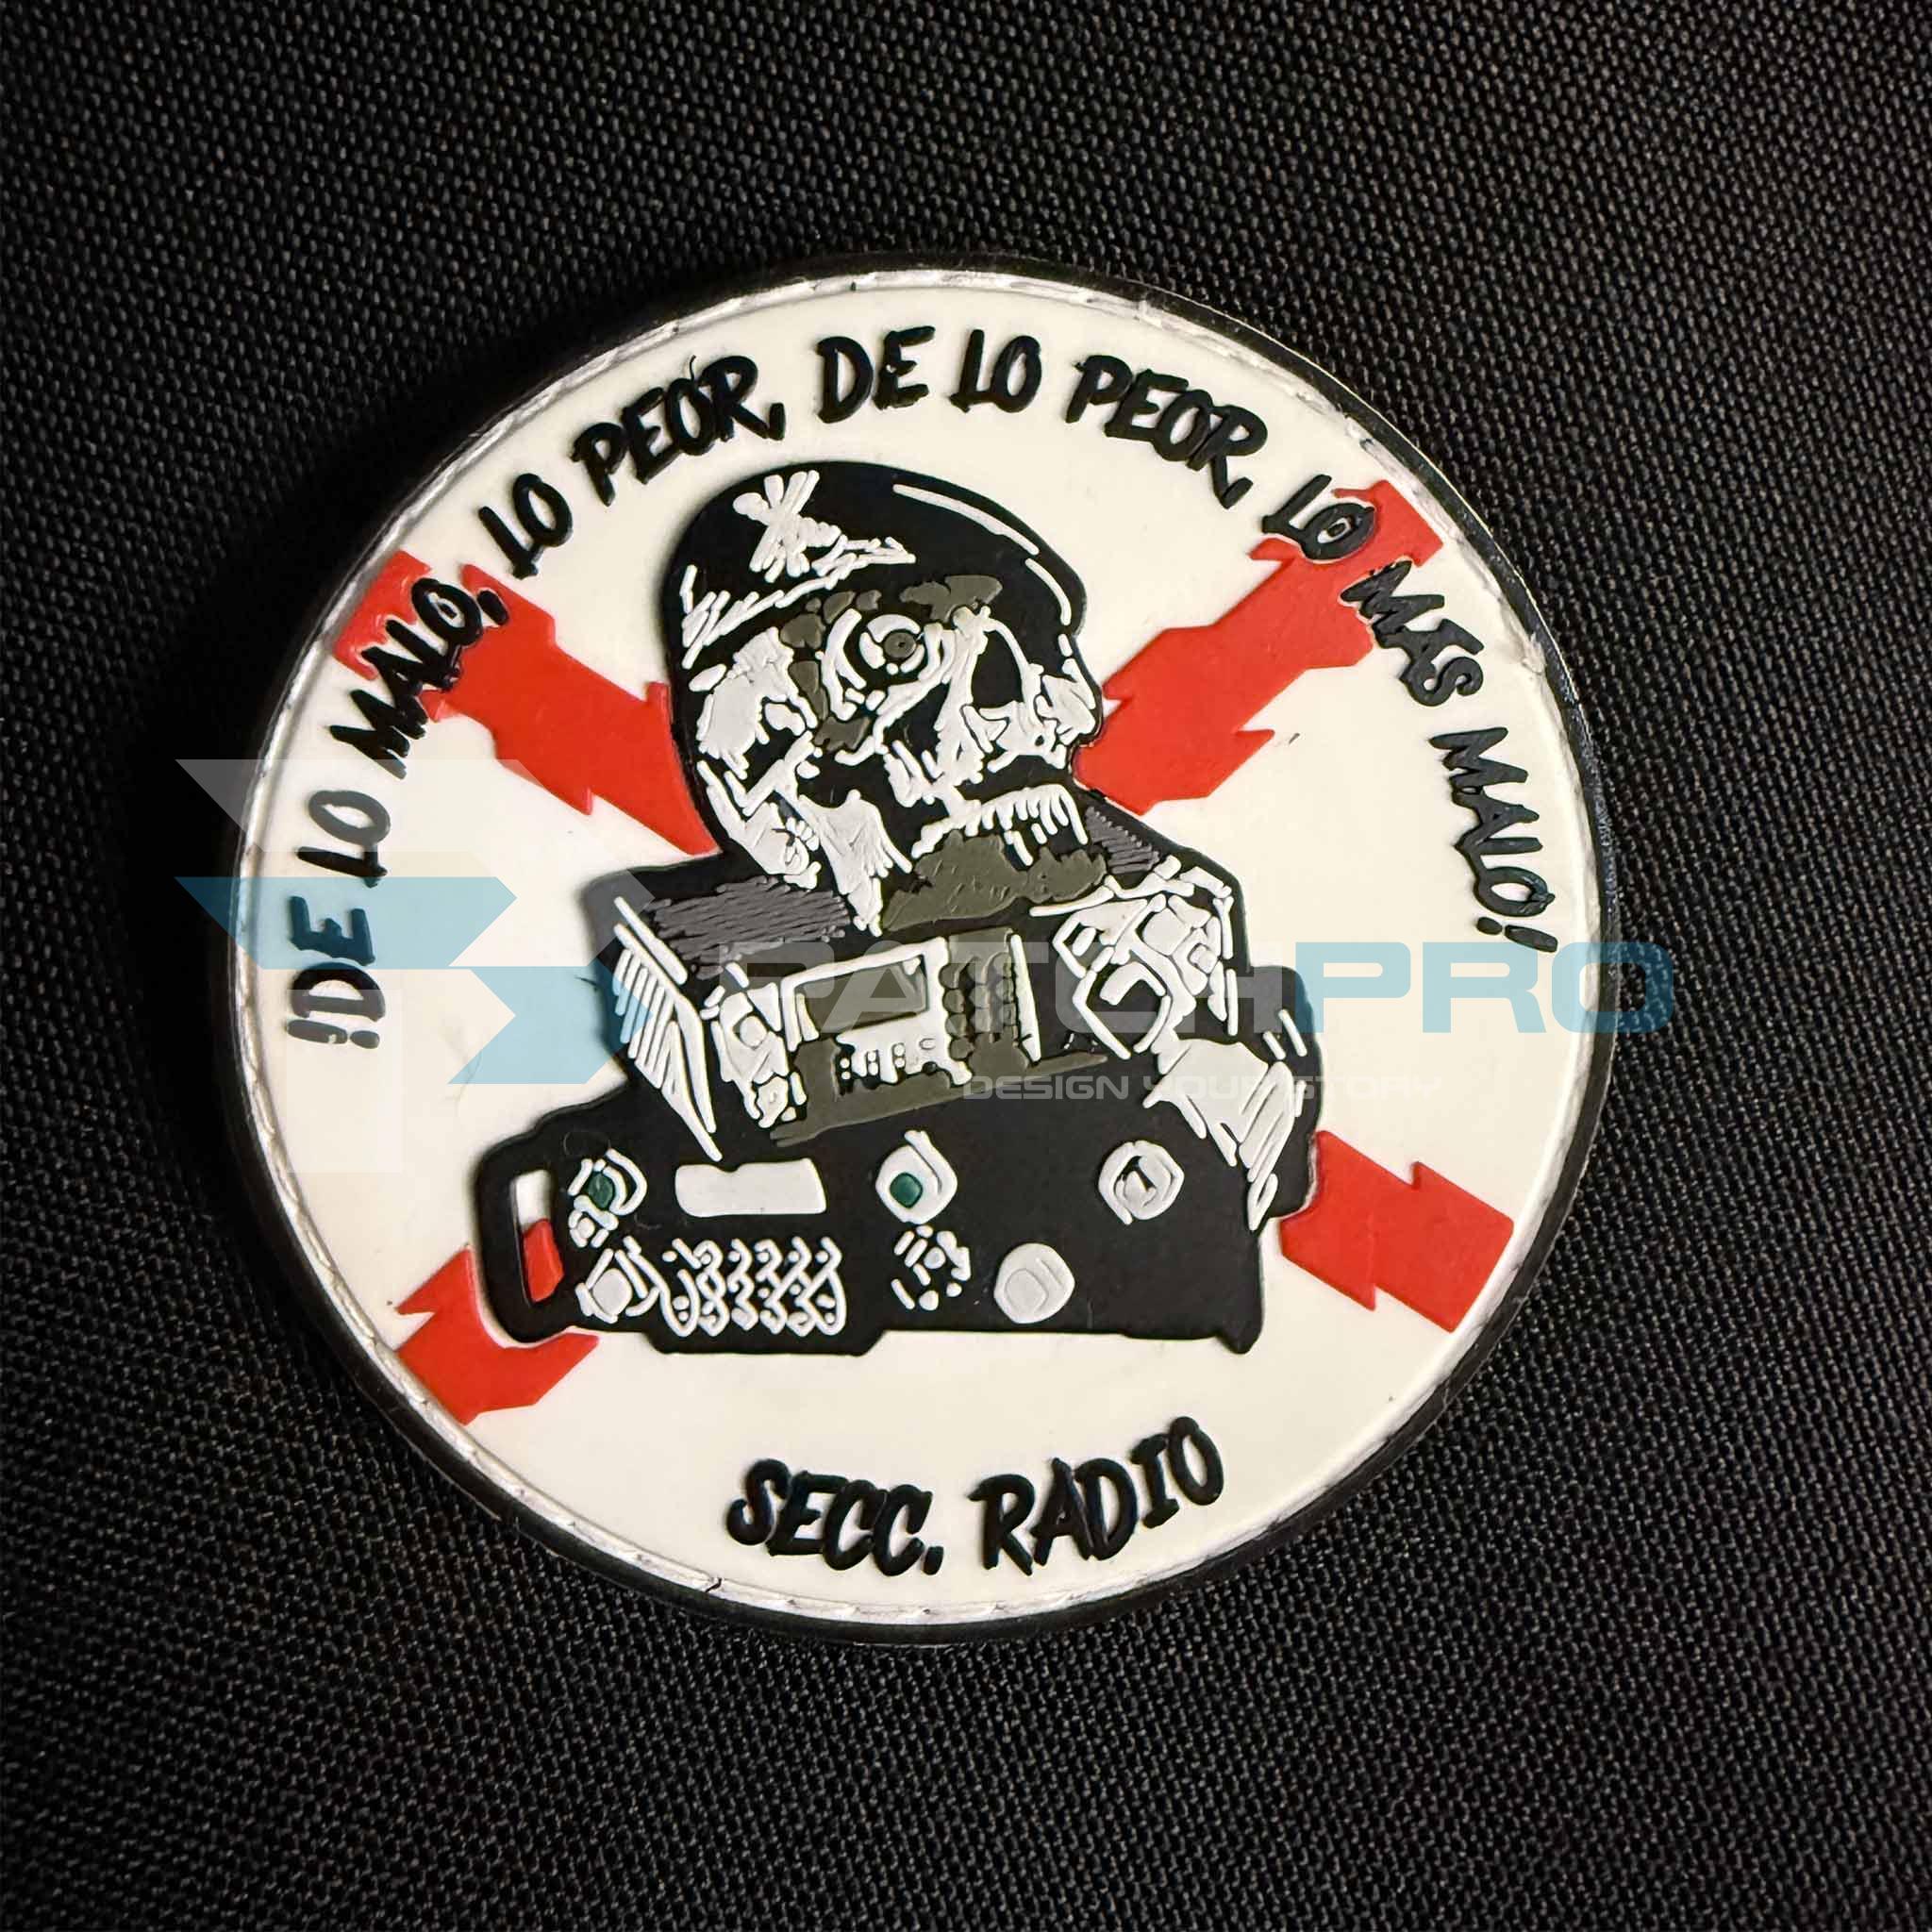 ¡DE LO MALO, LO PEOR, DE LO PEOR, LO MAS MALO!
PATCHPRO
DESIGN YOUR STORY
SECC. RADIO